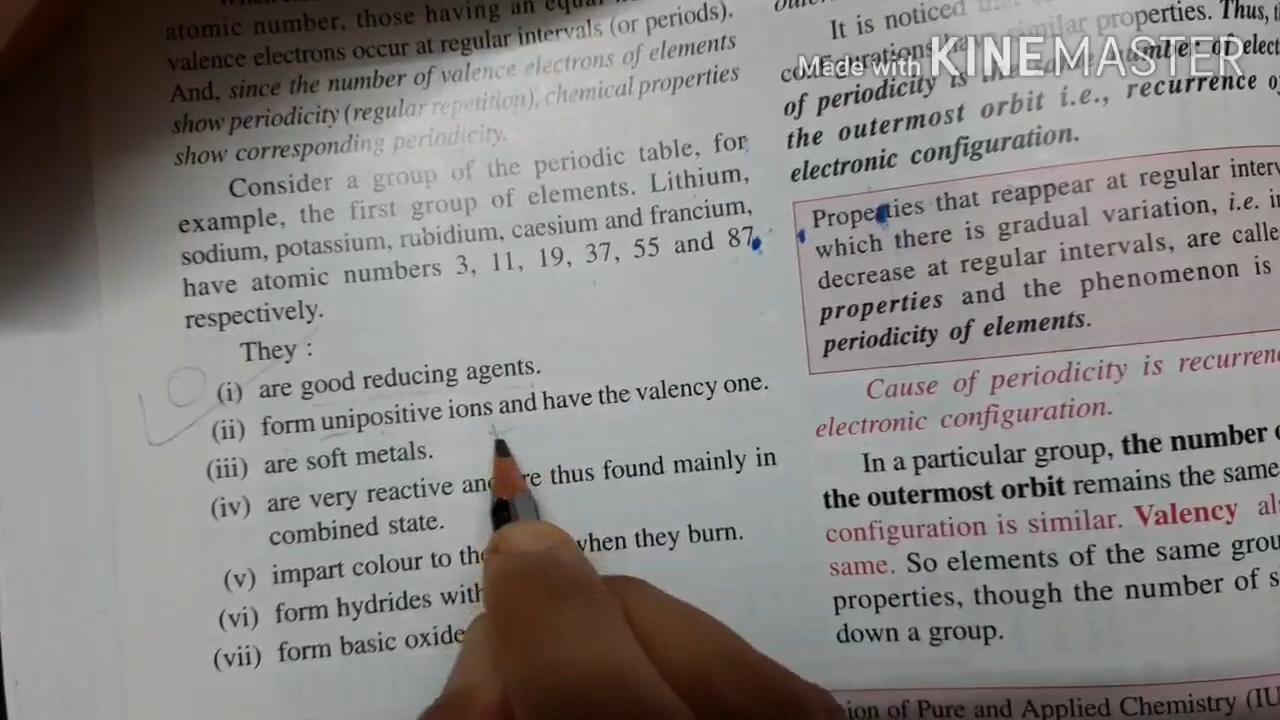 atomic number, those having an equal
valence electrons occur at regular intervals (or periods).
And, since the number of valence electrons of elements
show periodicity (regular repetition), chemical properties
show corresponding periodicity.
Consider a group of the periodic table, for
example, the first group of elements. Lithium,
sodium, potassium, rubidium, caesium and francium,
have atomic numbers 3, 11, 19, 37, 55 and 87
respectively.
They :
(i) are good reducing agents.
(ii) form unipositive ions and have the valency one.
(iii) are soft metals.
(iv) are very reactive and thus found mainly in
combined state.
(v) impart colour to the when they burn.
(vi) form hydrides with
(vii) form basic oxide
It is noticed
similar properties. Thus,
of periodicity is the
the outermost orbit i.e., recurrence
electronic configuration.
Properties that reappear at regular
which there is gradual variation, i.e.
decrease at regular intervals, are
properties and the phenomenon is
periodicity of elements.
Cause of periodicity is
electronic configuration.
In a particular group, the number
the outermost orbit remains the same
configuration is similar. Valency
same. So elements of the same
properties, though the number of
down a group.
of Pure and Applied Chemistry
Made with KINEMASTER